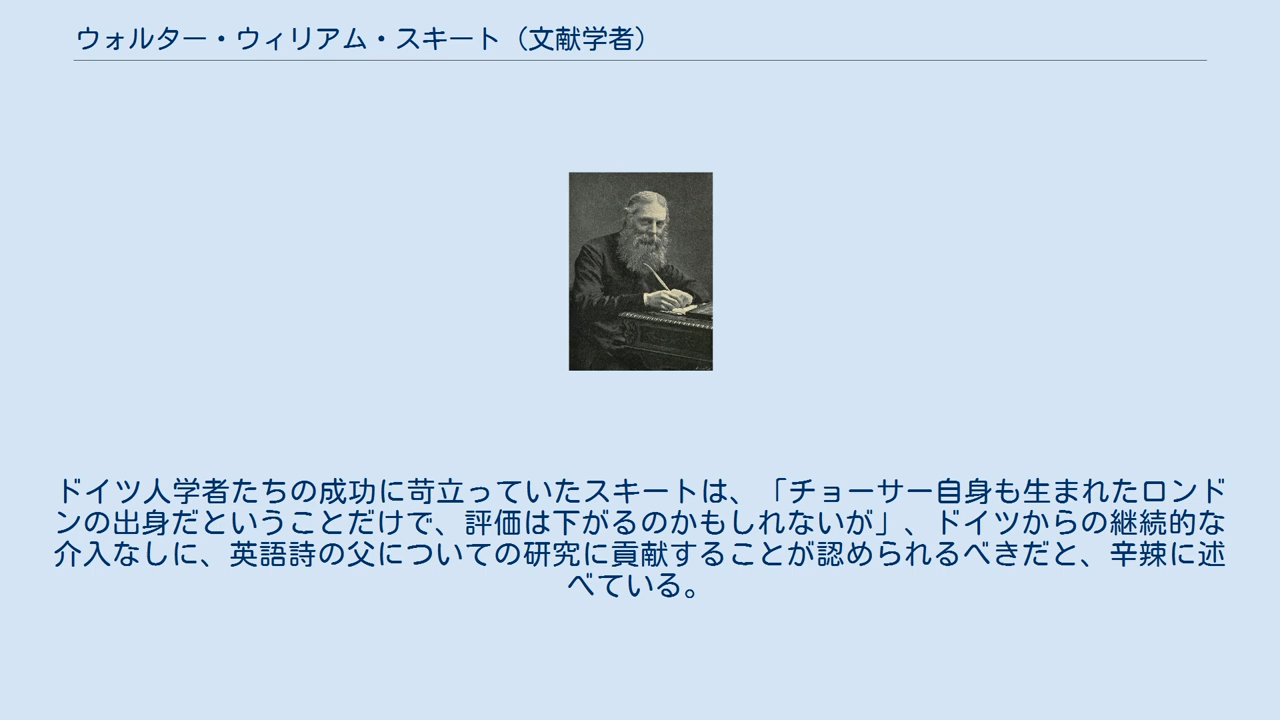 ウォルター・ウィリアム・スキート（文献学者）
ドイツ人学者たちの成功に苛立っていたスキートは、「チョーサー自身も生まれたロンド
ンの出身だということだけで、評価は下がるのかもしれないが」、ドイツからの継続的な
介入なしに、英語詩の父についての研究に貢献することが認められるべきだと、辛辣に述
べている。